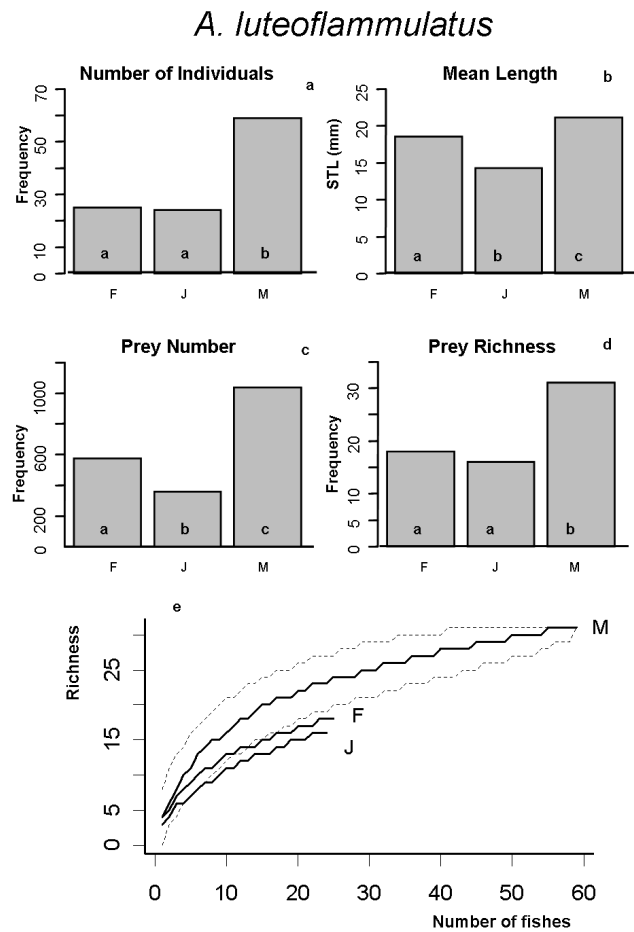 A. luteoflammulatus
Number of Individuals
a
Frequency
0 10 30 50 70
a a b
F J M
Mean Length
b
STL (mm)
0 5 10 15 20 25
a b c
F J M
Prey Number
c
Frequency
0 200 600 1000
a b c
F J M
Prey Richness
d
Frequency
0 5 10 20 30
a a b
F J M
e
Richness
0 5 15 25
M
F
J
0 10 20 30 40 50 60
Number of fishes